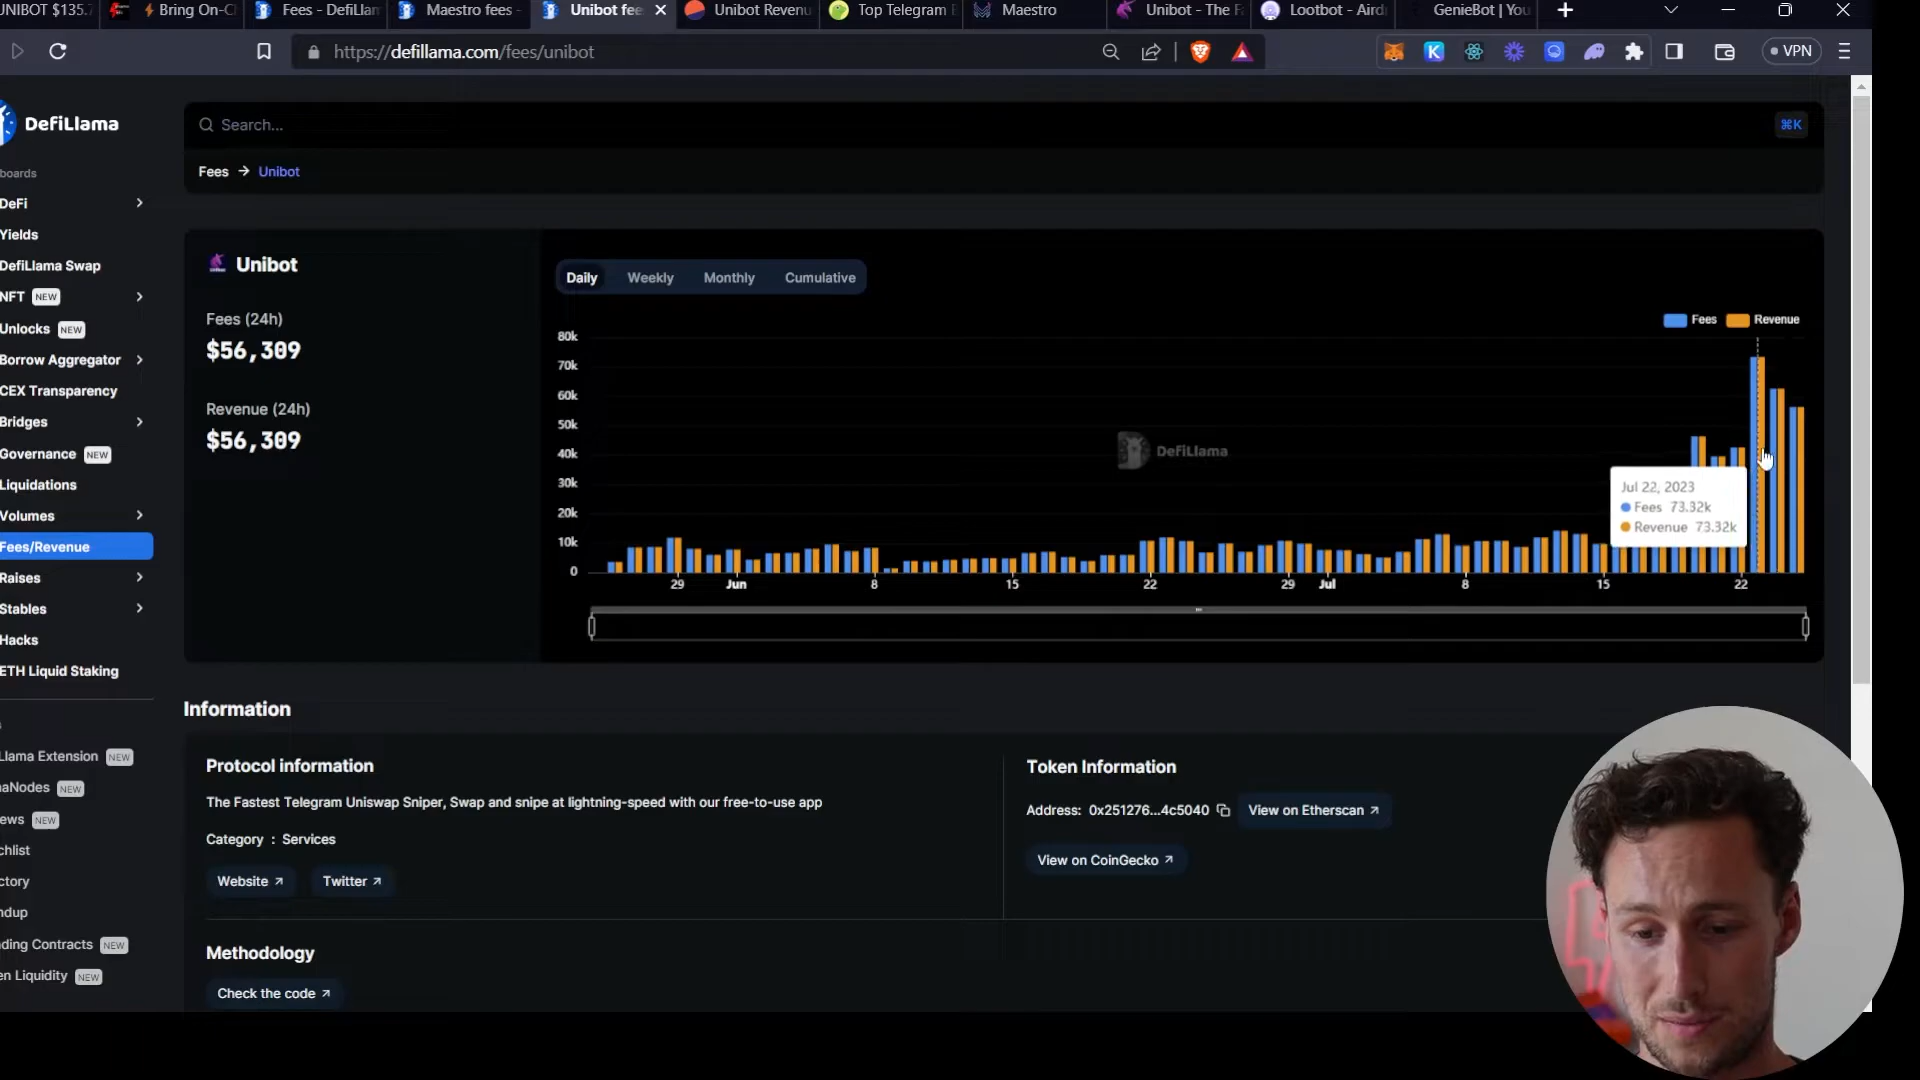 UNIBOT $135.7
Bring On-C
Fees - DefiLlam
Maestro fees -
Unibot fee
Unibot Revenu
Top Telegram
Maestro
Unibot - The F
Lootbot - Aird
GenieBot | You
https://defillama.com/fees/unibot
VPN
DefiLlama
Search...
⌘K
boards
Fees → Unibot
DeFi
Yields
DefiLlama Swap
NFT NEW
Unlocks NEW
Borrow Aggregator
CEX Transparency
Bridges
Governance NEW
Liquidations
Volumes
Fees/Revenue
Raises
Stables
Hacks
ETH Liquid Staking
s
Llama Extension NEW
aNodes NEW
ews NEW
chlist
ctory
ndup
ding Contracts NEW
en Liquidity NEW
Unibot
Fees (24h)
$56,309
Revenue (24h)
$56,309
Daily
Weekly
Monthly
Cumulative
Fees
Revenue
80k
70k
60k
50k
40k
30k
20k
10k
0
DefiLlama
Jul 22, 2023
Fees 73.32k
Revenue 73.32k
29
Jun
8
15
22
29
Jul
8
15
22
Information
Protocol information
The Fastest Telegram Uniswap Sniper, Swap and snipe at lightning-speed with our free-to-use app
Category : Services
Website
Twitter
Token Information
Address: 0x251276...4c5040
View on Etherscan
View on CoinGecko
Methodology
Check the code